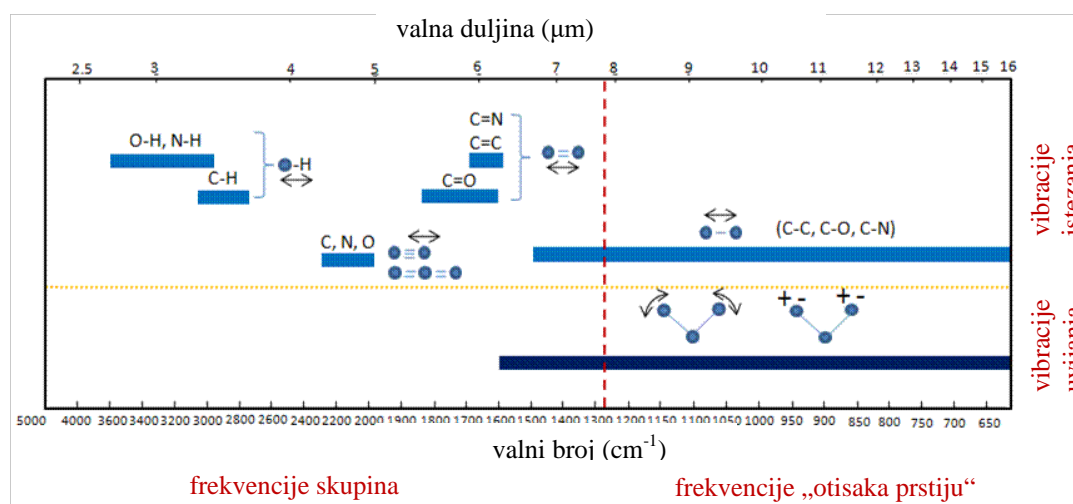 valna duljina (μm)
2.5 3 4 5 6 7 8 9 10 11 12 13 14 15 16
O-H, N-H
C-H
-H
C=N
C=C
C=O
C, N, O
(C-C, C-O, C-N)
+ - + -
vibracije
istezanja
vibracije
uvijanja
5000 4000 3600 3200 3000 2800 2600 2400 2200 2000 1900 1800 1700 1600 1500 1400 1300 1200 1150 1100 1050 1000 950 900 850 800 750 700 650
valni broj (cm⁻¹)
frekvencije skupina
frekvencije „otisaka prstiju“